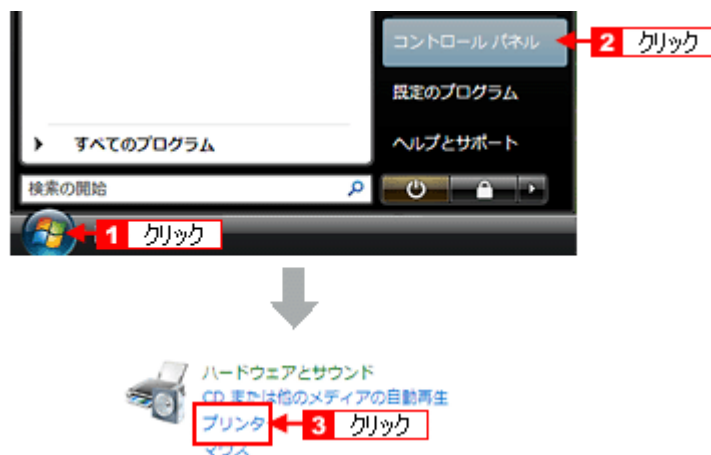 コントロール パネル
2 クリック
既定のプログラム
すべてのプログラム
ヘルプとサポート
検索の開始
1 クリック
ハードウェアとサウンド
CD または他のメディアの自動再生
プリンタ
3 クリック
マウス